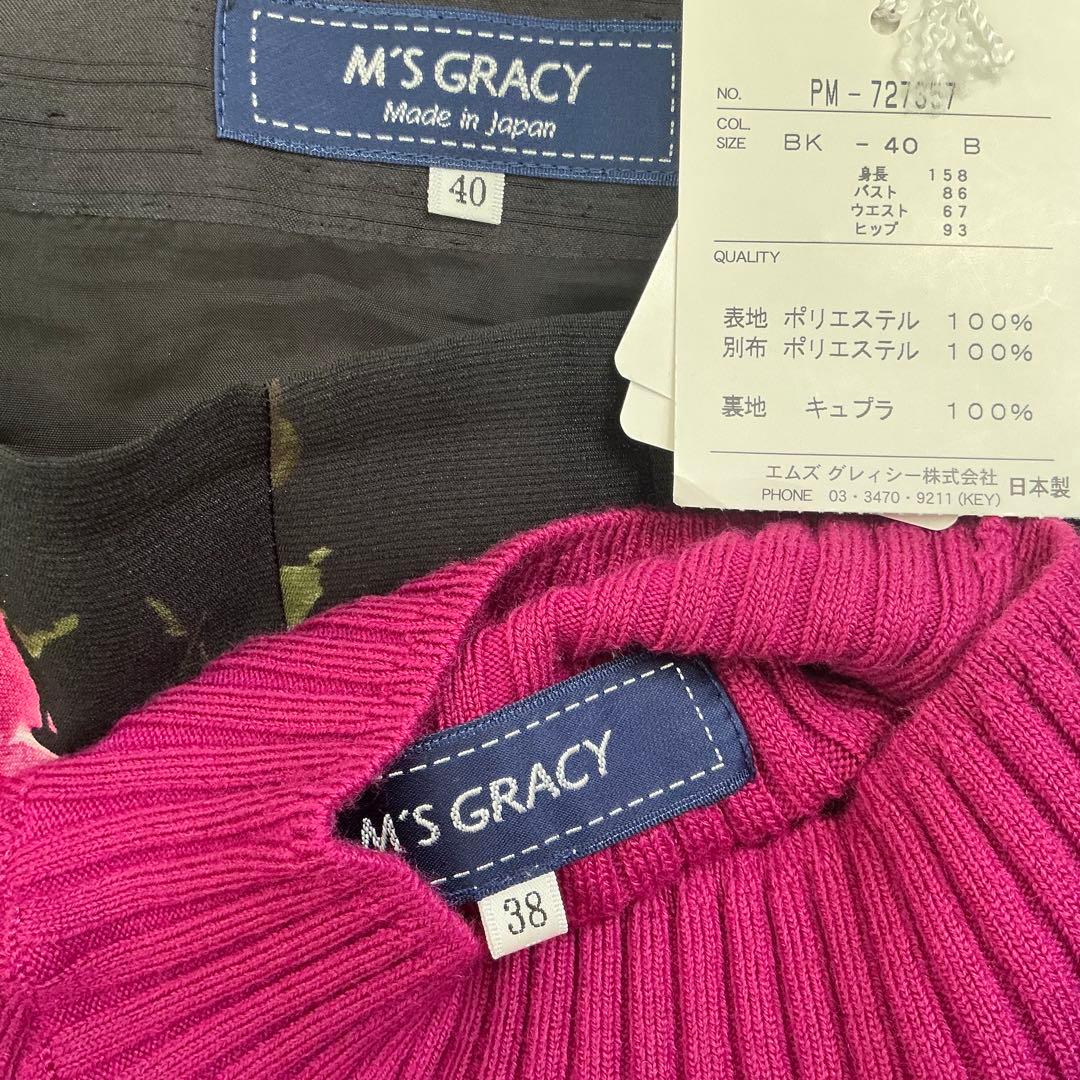 M'S GRACY
Made in Japan
40
NO. PM-727357
COL.
SIZE BK - 40 B
身長 158
バスト 86
ウエスト 67
ヒップ 93
QUALITY
表地 ポリエステル 100%
別布 ポリエステル 100%
裏地 キュプラ 100%
エムズ グレィシー株式会社
PHONE 03・3470・9211(KEY) 日本製
M'S GRACY
38